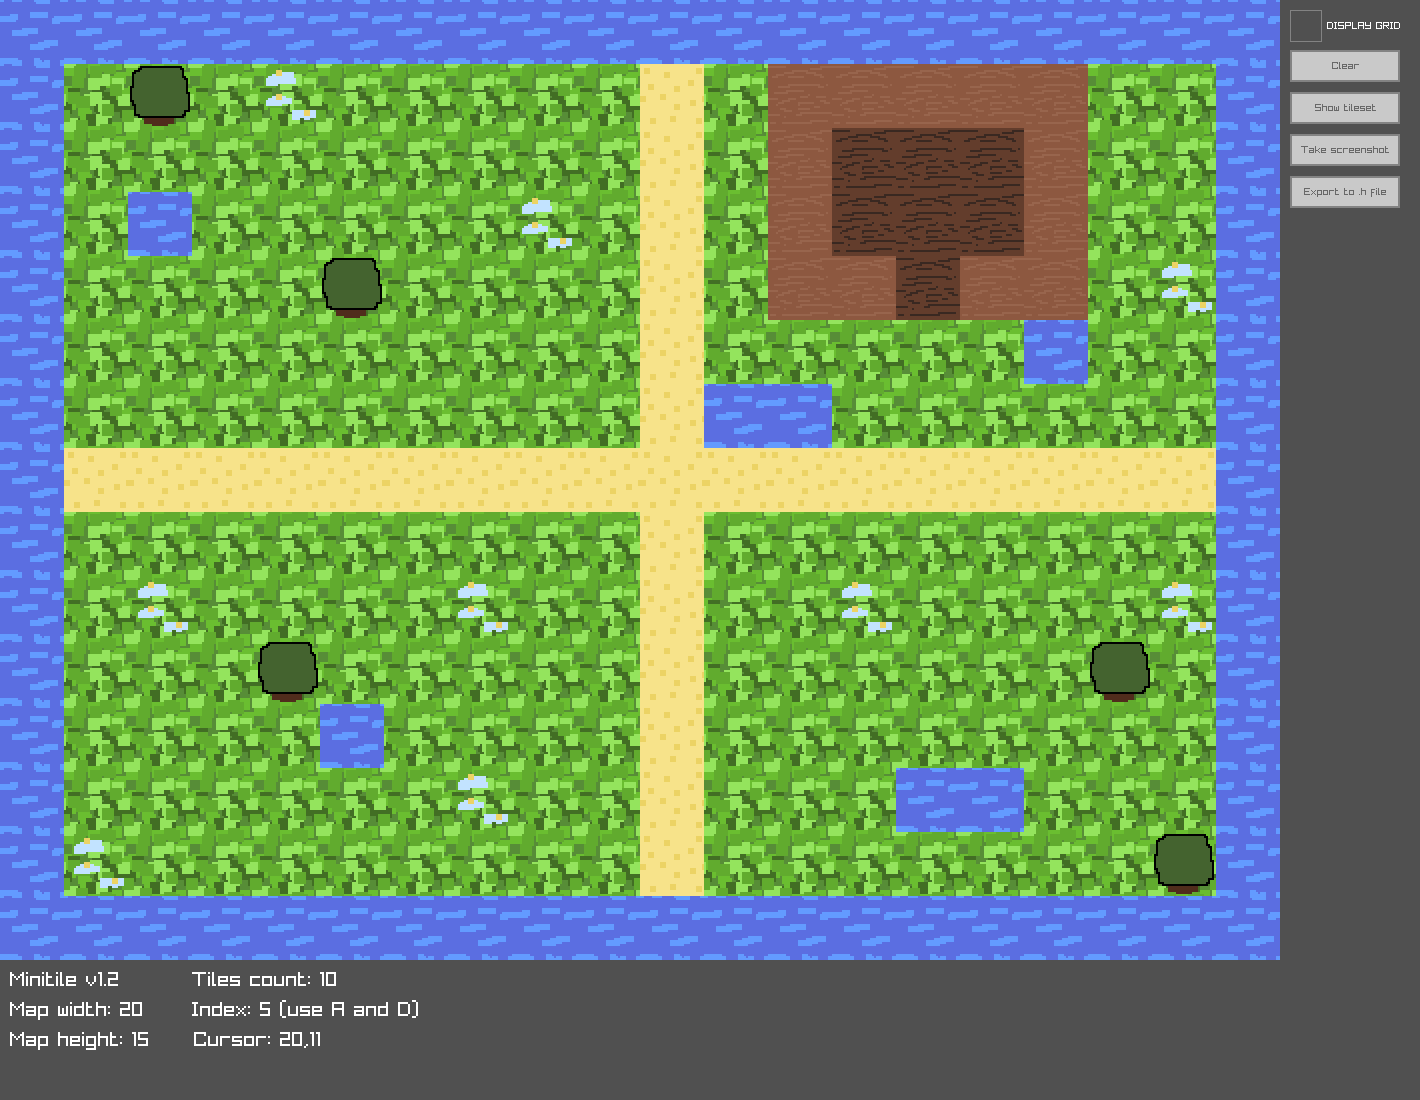 DISPLAY GRID
Clear
Show tileset
Take screenshot
Export to .h file
Minitile v1.2
Tiles count: 10
Map width: 20
Index: 5 (use A and D)
Map height: 15
Cursor: 20,11